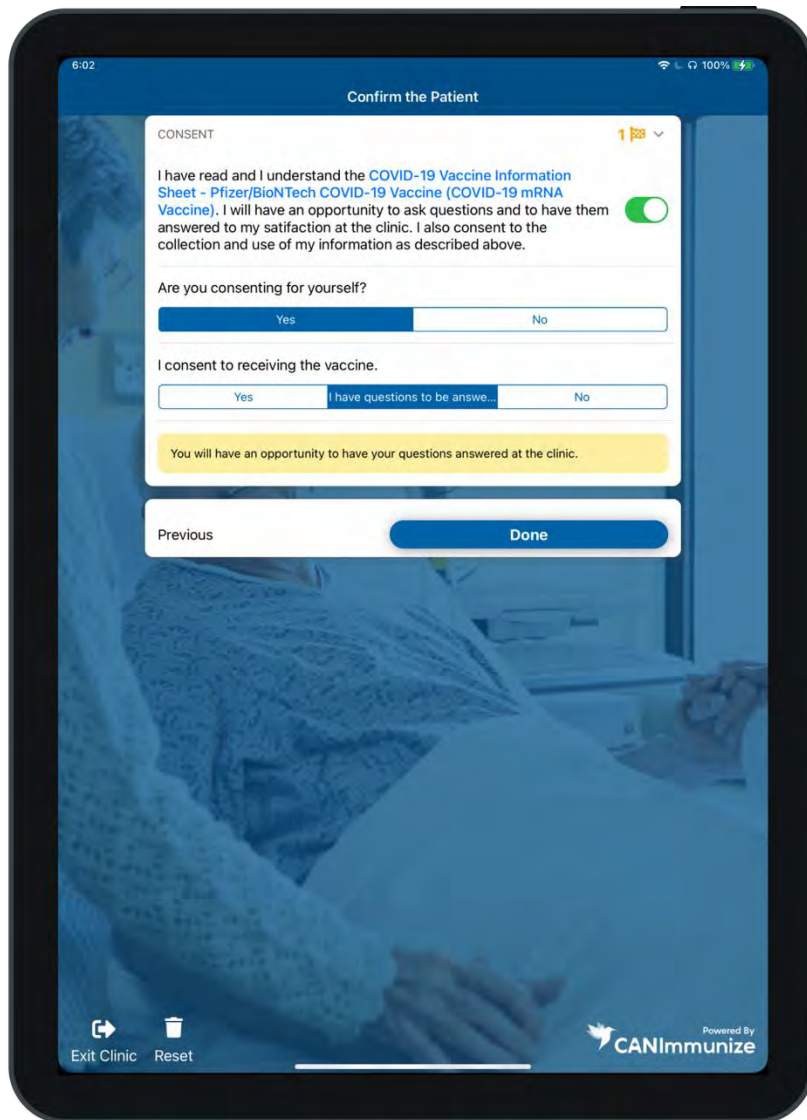 6:02
100%
Confirm the Patient
CONSENT
1
I have read and I understand the COVID-19 Vaccine Information
Sheet - Pfizer/BioNTech COVID-19 Vaccine (COVID-19 mRNA
Vaccine). I will have an opportunity to ask questions and to have them
answered to my satifaction at the clinic. I also consent to the
collection and use of my information as described above.
Are you consenting for yourself?
Yes
No
I consent to receiving the vaccine.
Yes
I have questions to be answe...
No
You will have an opportunity to have your questions answered at the clinic.
Previous
Done
Exit Clinic
Reset
Powered By
CANImmunize